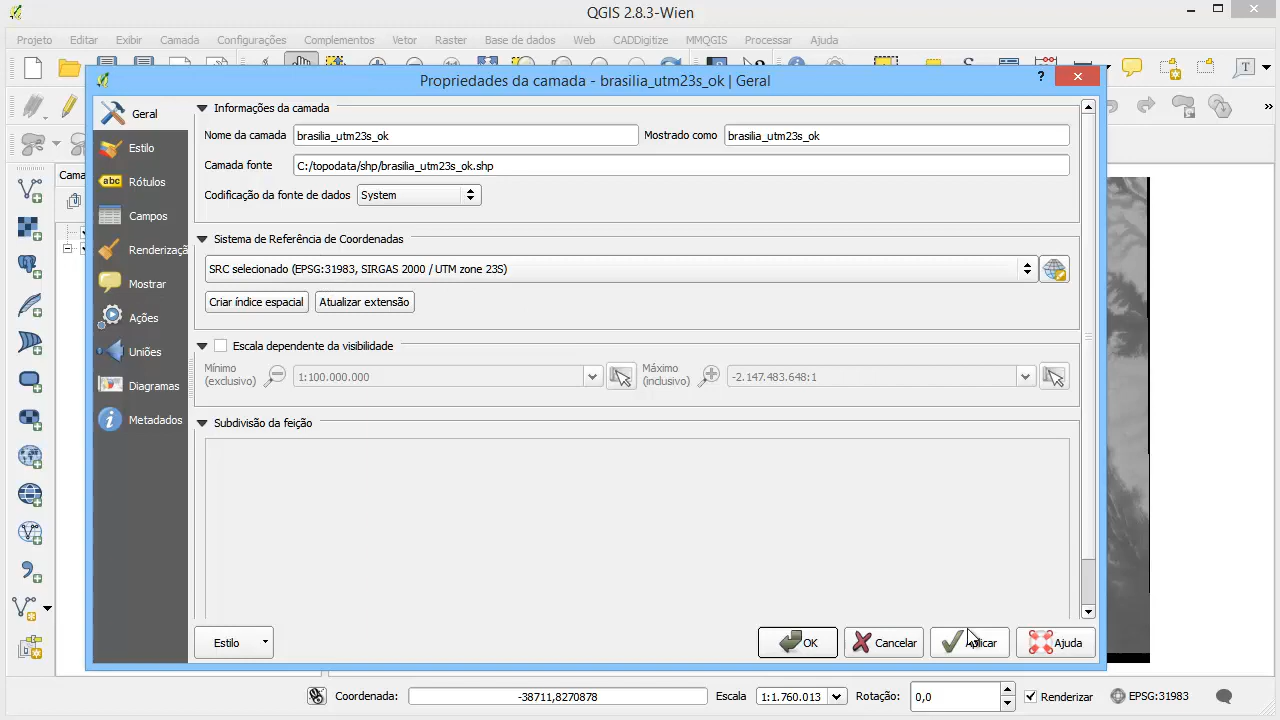 QGIS 2.8.3-Wien
Projeto Editar Exibir Camada Configurações Complementos Vetor Raster Base de dados Web CADDigitize MMQGIS Processar Ajuda
Propriedades da camada - brasilia_utm23s_ok | Geral
Geral
Estilo
abc Rótulos
Campos
Renderizaçã
Mostrar
Ações
Uniões
Diagramas
Metadados
Cama
Informações da camada
Nome da camada brasilia_utm23s_ok Mostrado como brasilia_utm23s_ok
Camada fonte C:/topodata/shp/brasilia_utm23s_ok.shp
Codificação da fonte de dados System
Sistema de Referência de Coordenadas
SRC selecionado (EPSG:31983, SIRGAS 2000 / UTM zone 23S)
Criar índice espacial Atualizar extensão
Escala dependente da visibilidade
Mínimo (exclusivo) 1:100.000.000 Máximo (inclusivo) -2.147.483.648:1
Subdivisão da feição
Estilo OK Cancelar licar Ajuda
Coordenada: -38711,8270878 Escala 1:1.760.013 Rotação: 0,0 Renderizar EPSG:31983